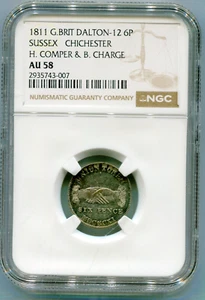 1811 G.BRIT DALTON-12 6P
SUSSEX CHICHESTER
H. COMPER & B. CHARGE
AU 58
2935743-007
NUMISMATIC GUARANTY COMPANY
NGC
SIX PENCE